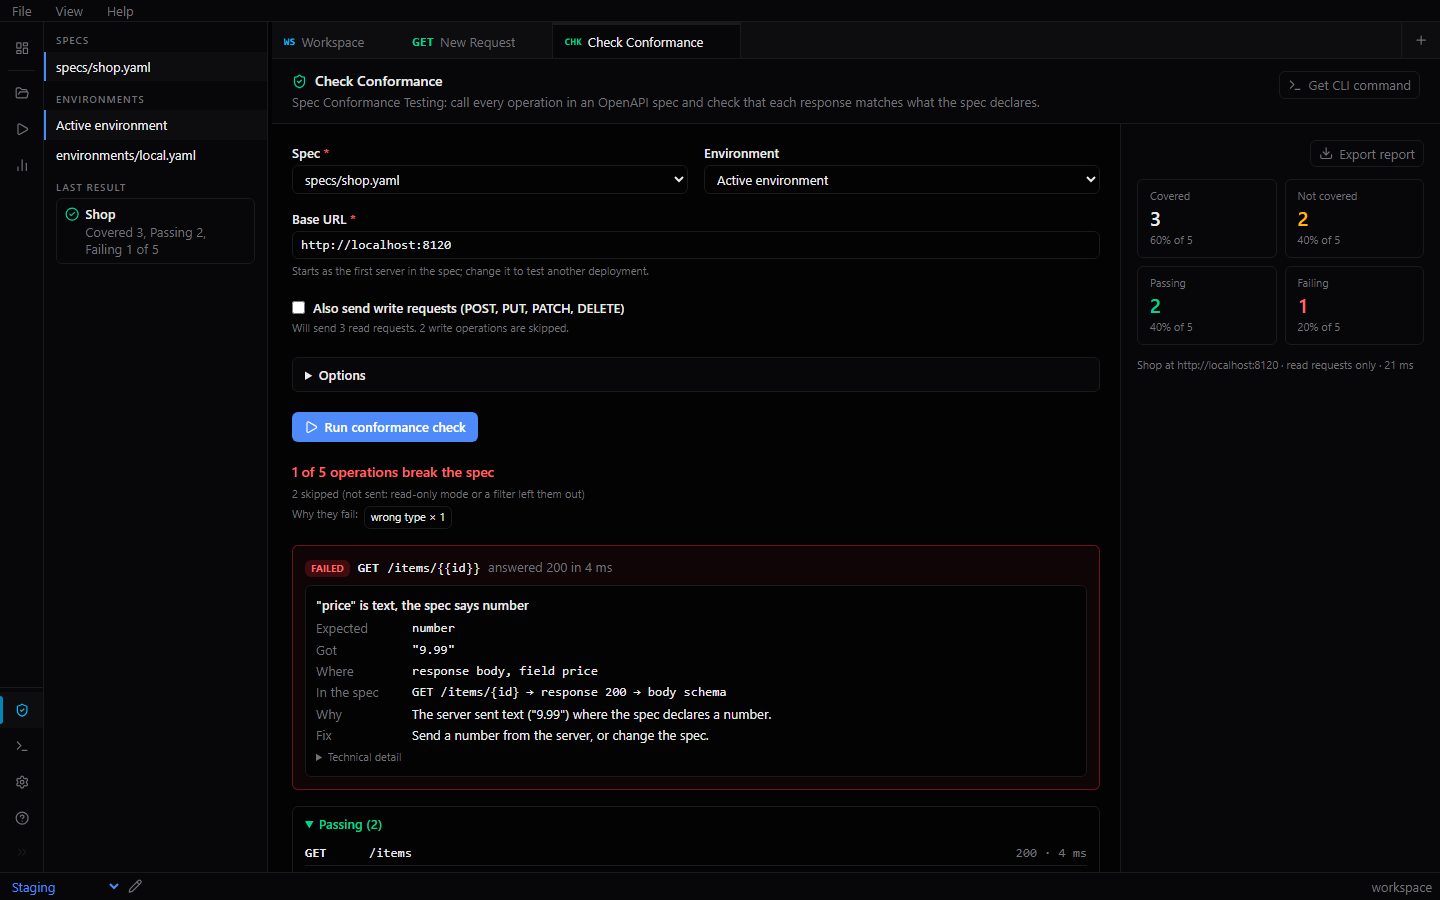 File View Help
SPECS
specs/shop.yaml
ENVIRONMENTS
Active environment
environments/local.yaml
LAST RESULT
Shop
Covered 3, Passing 2,
Failing 1 of 5
WS Workspace
GET New Request
CHK Check Conformance
+
Check Conformance
Spec Conformance Testing: call every operation in an OpenAPI spec and check that each response matches what the spec declares.
Get CLI command
Spec *
specs/shop.yaml
Environment
Active environment
Base URL *
http://localhost:8120
Starts as the first server in the spec; change it to test another deployment.
Also send write requests (POST, PUT, PATCH, DELETE)
Will send 3 read requests. 2 write operations are skipped.
Options
Run conformance check
1 of 5 operations break the spec
2 skipped (not sent: read-only mode or a filter left them out)
Why they fail: wrong type × 1
FAILED GET /items/{{id}} answered 200 in 4 ms
"price" is text, the spec says number
Expected number
Got "9.99"
Where response body, field price
In the spec GET /items/{id} → response 200 → body schema
Why The server sent text ("9.99") where the spec declares a number.
Fix Send a number from the server, or change the spec.
Technical detail
Passing (2)
GET /items 200 · 4 ms
Export report
Covered
3
60% of 5
Not covered
2
40% of 5
Passing
2
40% of 5
Failing
1
20% of 5
Shop at http://localhost:8120 · read requests only · 21 ms
Staging
workspace